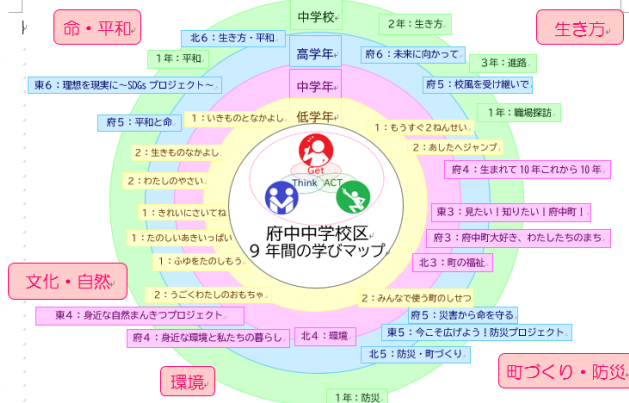 中学校
命・平和
2年：生き方
生き方
北6：生き方・平和
高学年
府6：未来に向かって
1年：平和
3年：進路
中学年
東6：理想を現実に～SDGsプロジェクト～
府5：校風を受け継いで
府5：平和と命
1：いきものとなかよし
低学年
1：もうすぐ2ねんせい
1年：職場探訪
2：生きものなかよし
2：あしたへジャンプ
府4：生まれて10年これから10年
Get
Think
ACT
2：わたしのやさい
1：きれいにさいてね
東3：見たい！知りたい！府中町！
府中中学校区
9年間の学びマップ
1：たのしいあきいっぱい
府3：府中町大好き、わたしたちのまち
1：ふゆをたのしもう
北3：町の福祉
文化・自然
2：うごくわたしのおもちゃ
2：みんなで使う町のしせつ
東4：身近な自然まんきつプロジェクト
府5：災害から命を守る
府4：身近な環境と私たちの暮らし
北4：環境
東5：今こそ広げよう！防災プロジェクト
北5：防災・町づくり
環境
町づくり・防災
1年：防災